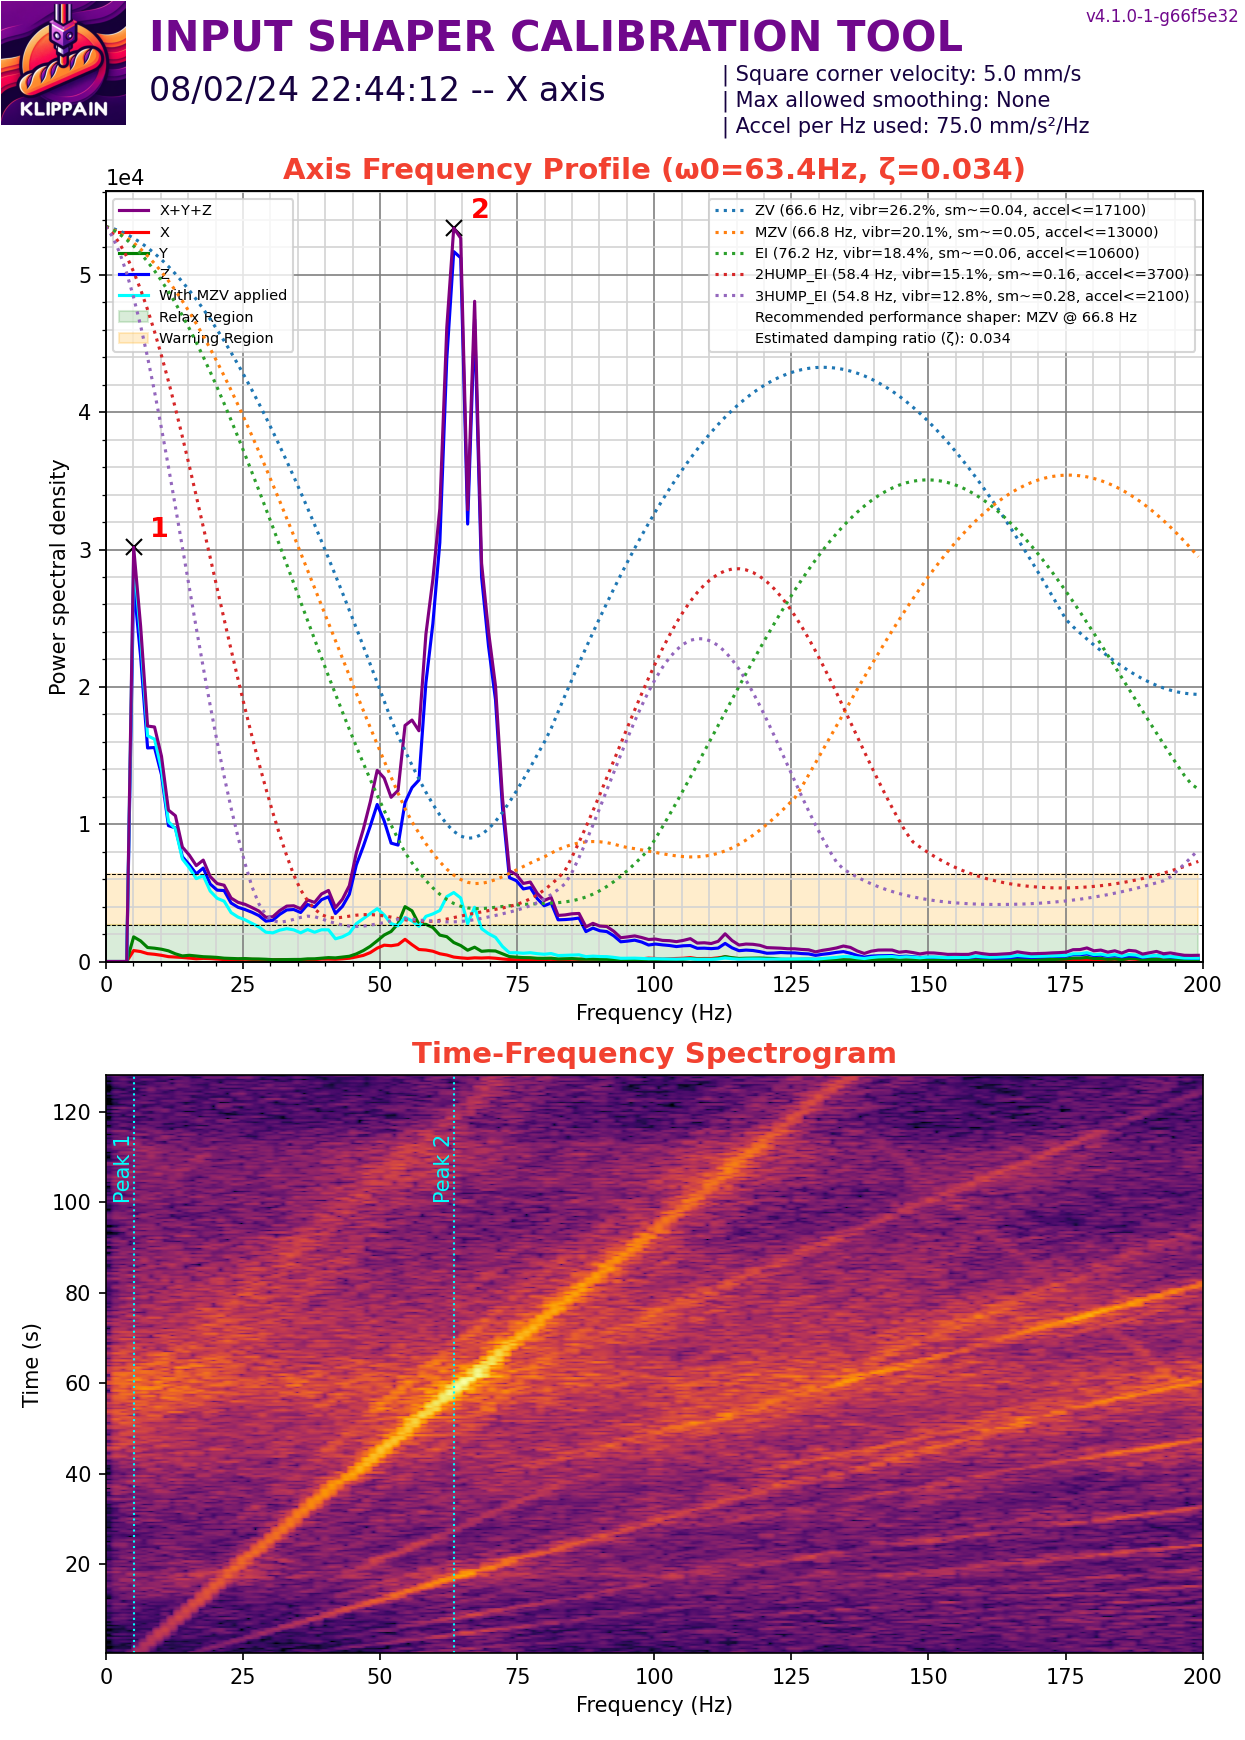 v4.1.0-1-g66f5e32
INPUT SHAPER CALIBRATION TOOL
08/02/24 22:44:12 -- X axis
| Square corner velocity: 5.0 mm/s
| Max allowed smoothing: None
| Accel per Hz used: 75.0 mm/s²/Hz
KLIPPAIN
Axis Frequency Profile (ω0=63.4Hz, ζ=0.034)
1e4
X+Y+Z
X
Y
Z
With MZV applied
Relax Region
Warning Region
ZV (66.6 Hz, vibr=26.2%, sm~=0.04, accel<=17100)
MZV (66.8 Hz, vibr=20.1%, sm~=0.05, accel<=13000)
EI (76.2 Hz, vibr=18.4%, sm~=0.06, accel<=10600)
2HUMP_EI (58.4 Hz, vibr=15.1%, sm~=0.16, accel<=3700)
3HUMP_EI (54.8 Hz, vibr=12.8%, sm~=0.28, accel<=2100)
Recommended performance shaper: MZV @ 66.8 Hz
Estimated damping ratio (ζ): 0.034
2
1
Power spectral density
5
4
3
2
1
0
0 25 50 75 100 125 150 175 200
Frequency (Hz)
Time-Frequency Spectrogram
Peak 1
Peak 2
Time (s)
120
100
80
60
40
20
0 25 50 75 100 125 150 175 200
Frequency (Hz)